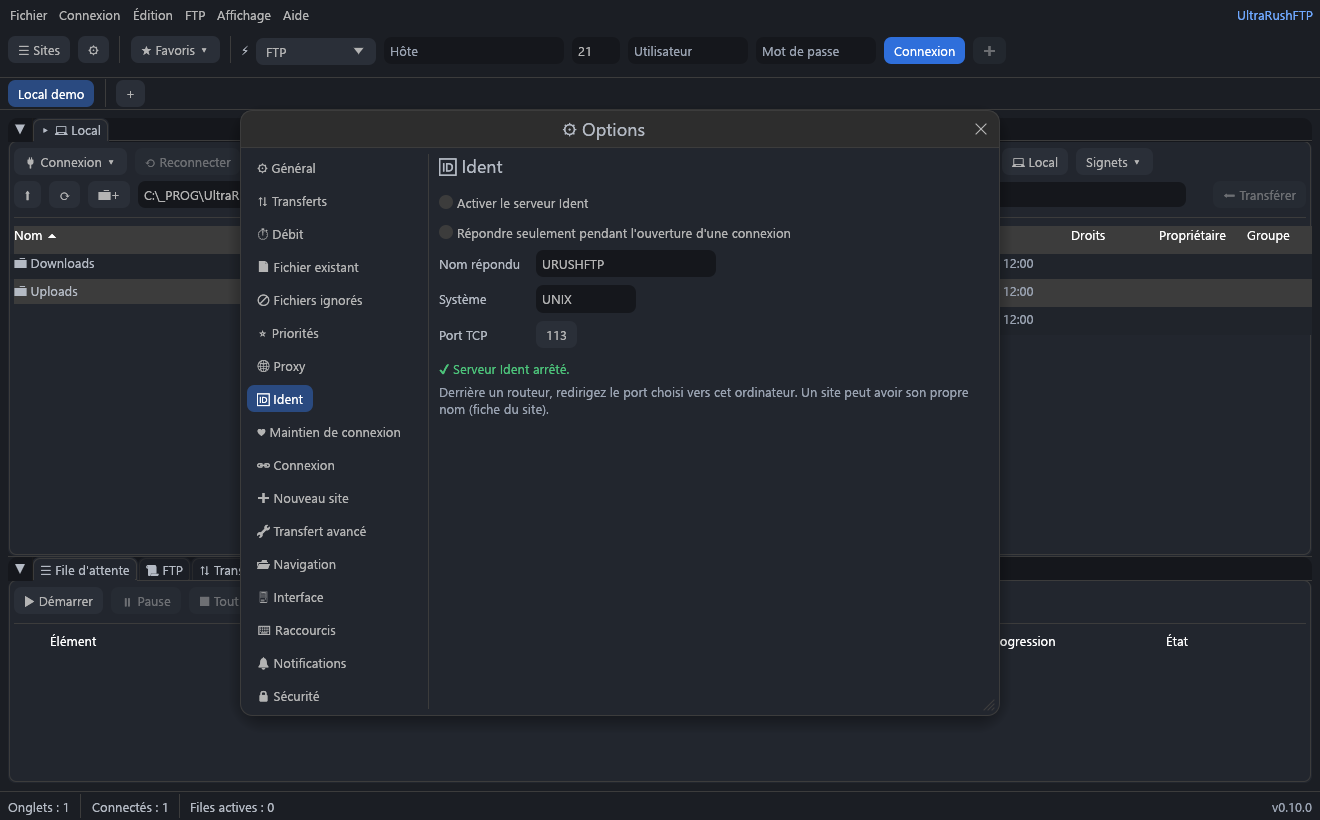 Fichier Connexion Édition FTP Affichage Aide UltraRushFTP
Sites Favoris FTP Hôte 21 Utilisateur Mot de passe Connexion +
Local demo +
Local
Options
Connexion Reconnecter Local Signets
C:\_PROG\UltraR Transférer
Nom Droits Propriétaire Groupe
Downloads 12:00
Uploads 12:00
12:00
Général
Transferts
Débit
Fichier existant
Fichiers ignorés
Priorités
Proxy
Ident
Maintien de connexion
Connexion
Nouveau site
Transfert avancé
Navigation
Interface
Raccourcis
Notifications
Sécurité
ID Ident
Activer le serveur Ident
Répondre seulement pendant l'ouverture d'une connexion
Nom répondu URUSHFTP
Système UNIX
Port TCP 113
✓ Serveur Ident arrêté.
Derrière un routeur, redirigez le port choisi vers cet ordinateur. Un site peut avoir son propre
nom (fiche du site).
File d'attente FTP Trans
Démarrer Pause Tout
Élément ogression État
Onglets : 1 Connectés : 1 Files actives : 0 v0.10.0